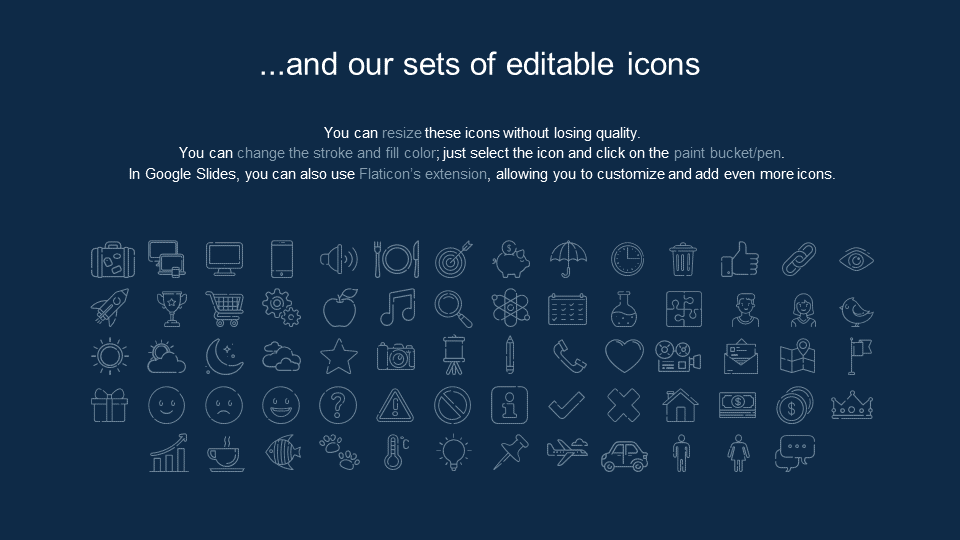 ...and our sets of editable icons
You can resize these icons without losing quality.
You can change the stroke and fill color; just select the icon and click on the paint bucket/pen.
In Google Slides, you can also use Flaticon’s extension, allowing you to customize and add even more icons.